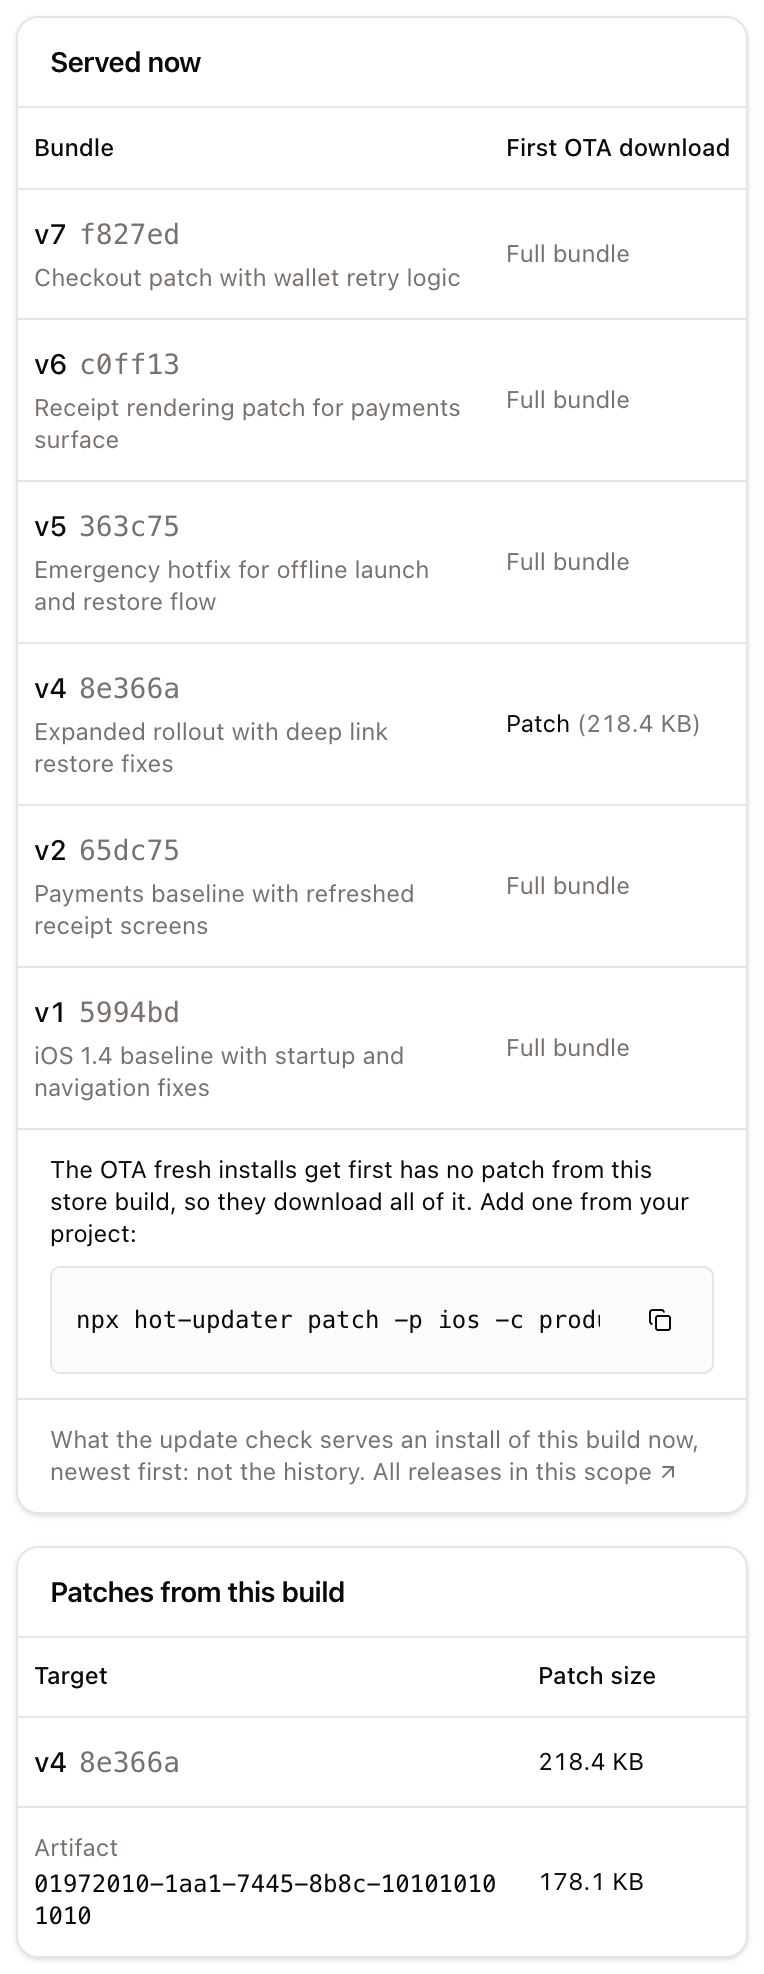 Served now
Bundle First OTA download
v7 f827ed
Checkout patch with wallet retry logic
Full bundle
v6 c0ff13
Receipt rendering patch for payments
surface
Full bundle
v5 363c75
Emergency hotfix for offline launch
and restore flow
Full bundle
v4 8e366a
Expanded rollout with deep link
restore fixes
Patch (218.4 KB)
v2 65dc75
Payments baseline with refreshed
receipt screens
Full bundle
v1 5994bd
iOS 1.4 baseline with startup and
navigation fixes
Full bundle
The OTA fresh installs get first has no patch from this
store build, so they download all of it. Add one from your
project:
npx hot-updater patch -p ios -c prod
What the update check serves an install of this build now,
newest first: not the history. All releases in this scope ↗
Patches from this build
Target Patch size
v4 8e366a 218.4 KB
Artifact
01972010-1aa1-7445-8b8c-10101010
1010
178.1 KB